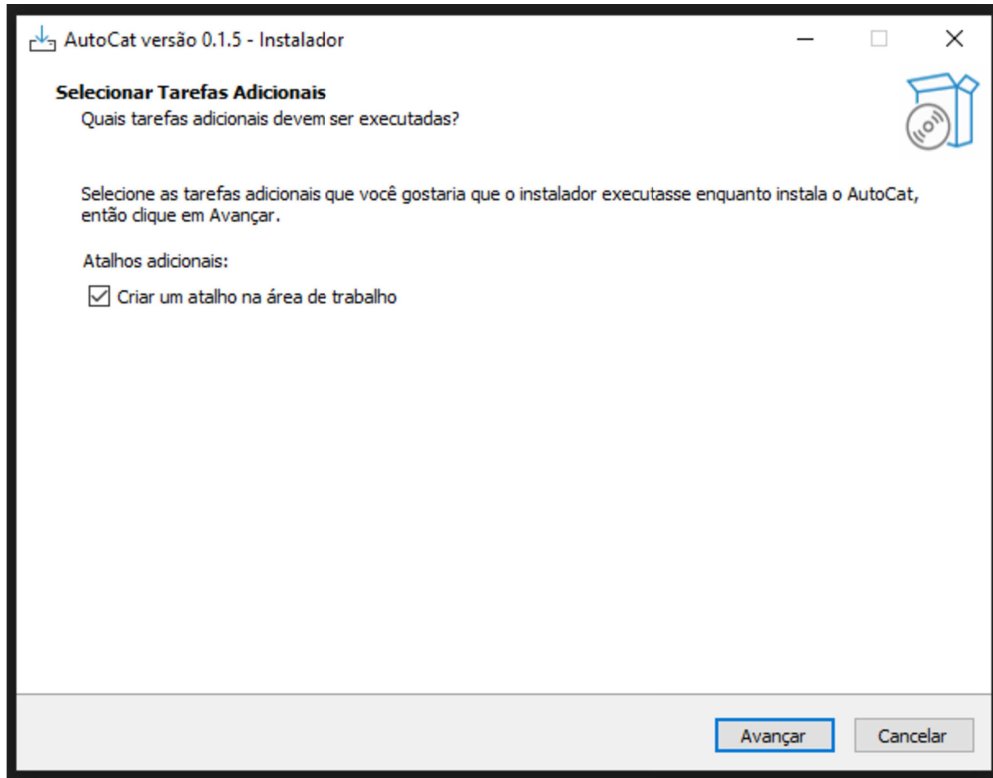 AutoCat versão 0.1.5 - Instalador
Selecionar Tarefas Adicionais
Quais tarefas adicionais devem ser executadas?
Selecione as tarefas adicionais que você gostaria que o instalador executasse enquanto instala o AutoCat,
então clique em Avançar.
Atalhos adicionais:
Criar um atalho na área de trabalho
Avançar
Cancelar